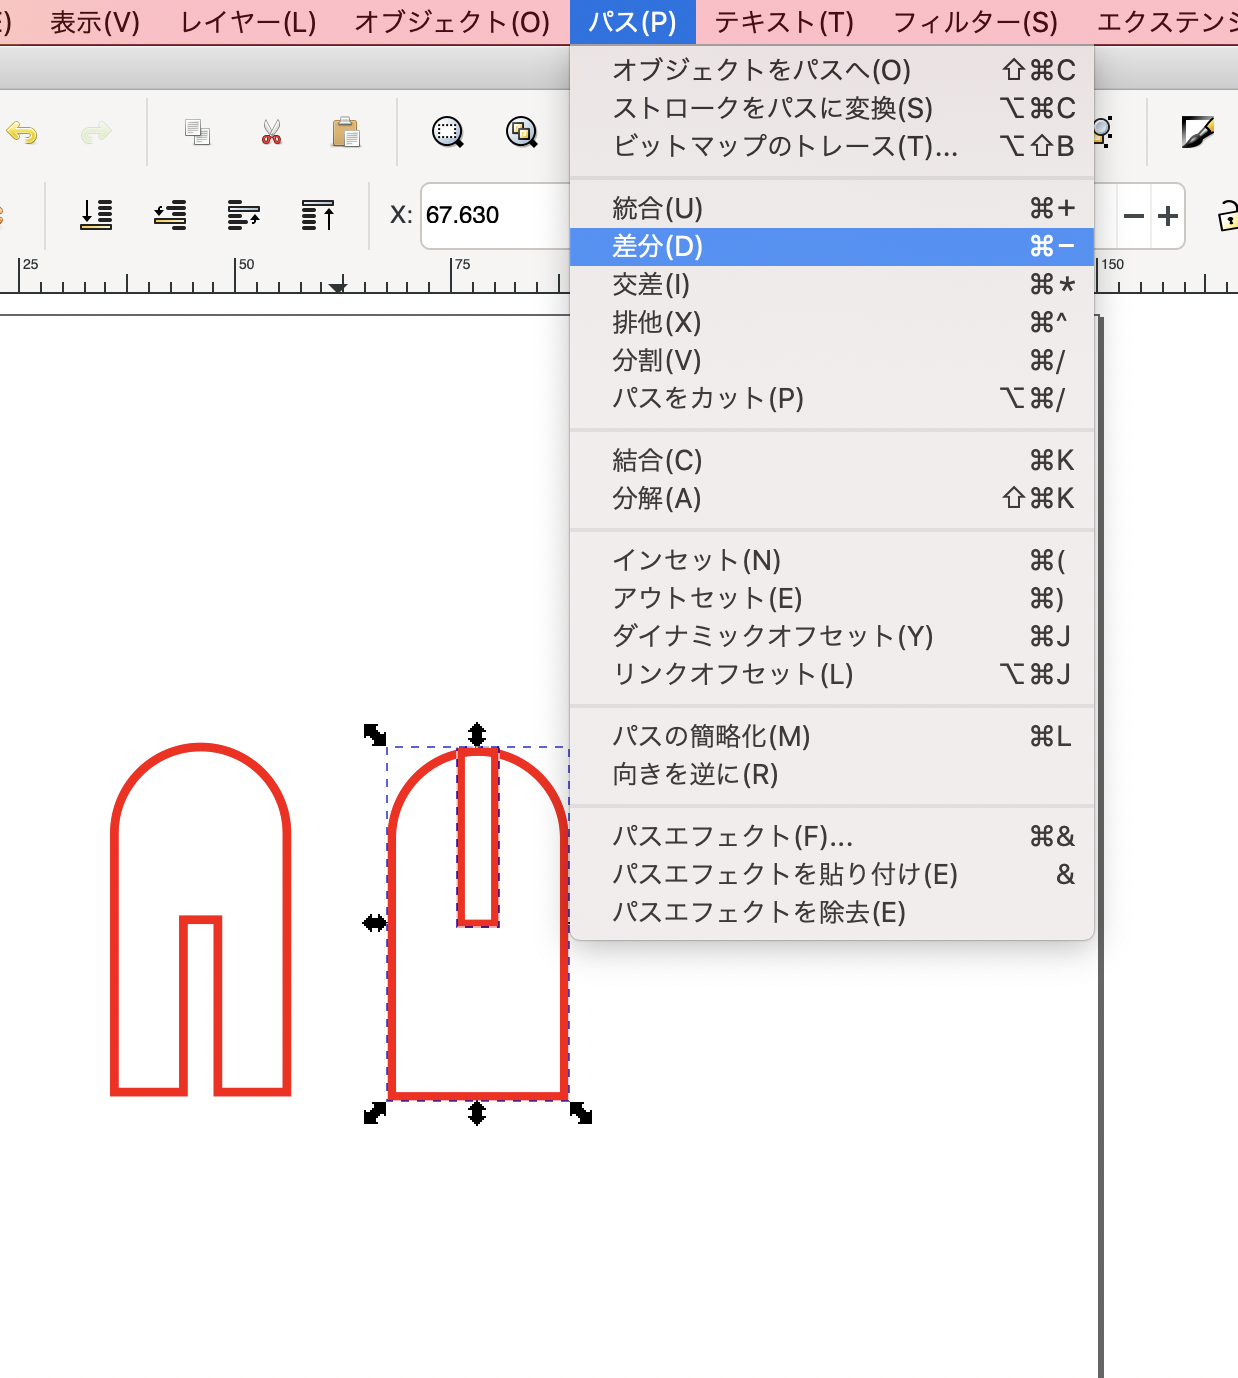 表示(V) レイヤー(L) オブジェクト(O) パス(P) テキスト(T) フィルター(S) エクステンシ
オブジェクトをパスへ(O) ⇧⌘C
ストロークをパスに変換(S) ⌥⌘C
ビットマップのトレース(T)... ⌥⇧B
X: 67.630
統合(U) ⌘+
差分(D) ⌘−
25 50 75 150
交差(I) ⌘*
排他(X) ⌘^
分割(V) ⌘/
パスをカット(P) ⌥⌘/
結合(C) ⌘K
分解(A) ⇧⌘K
インセット(N) ⌘(
アウトセット(E) ⌘)
ダイナミックオフセット(Y) ⌘J
リンクオフセット(L) ⌥⌘J
パスの簡略化(M) ⌘L
向きを逆に(R)
パスエフェクト(F)... ⌘&
パスエフェクトを貼り付け(E) &
パスエフェクトを除去(E)